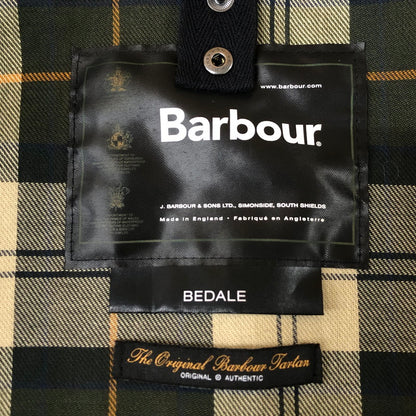 www.barbour.com
Barbour®
J. BARBOUR & SONS LTD., SIMONSIDE, SOUTH SHIELDS
Made in England • Fabriqué en Angleterre
BEDALE
The Original Barbour Tartan
ORIGINAL © AUTHENTIC